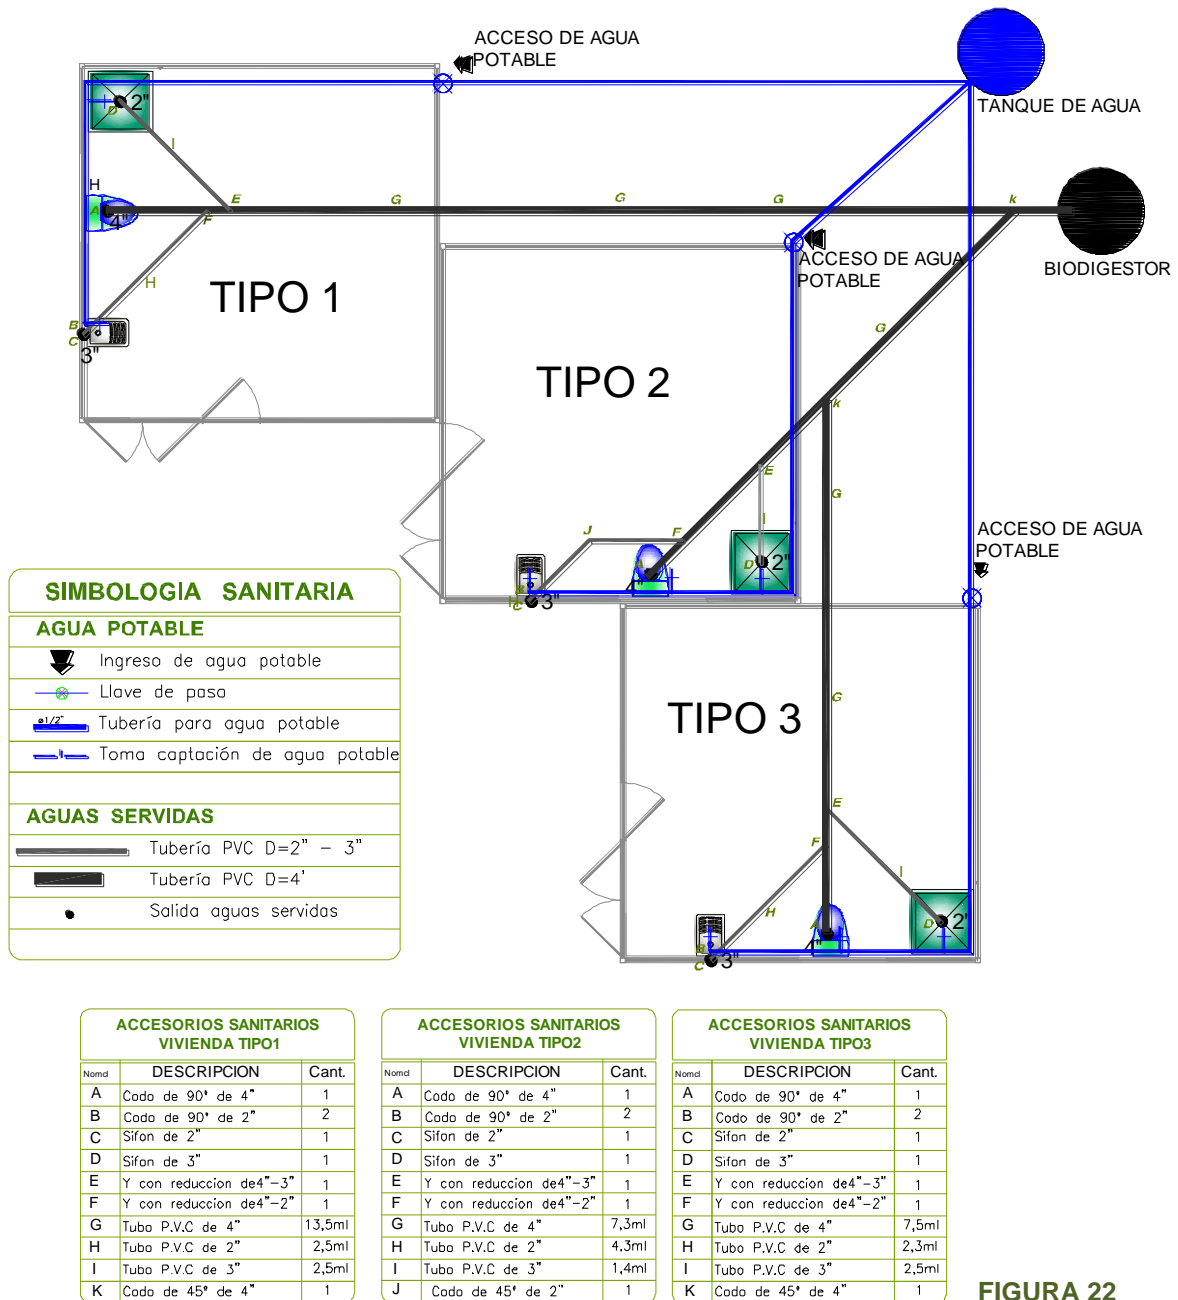 ACCESO DE AGUA
POTABLE
TANQUE DE AGUA
D
2"
I
H
A
4"
E
F
G
G
G
k
BIODIGESTOR
ACCESO DE AGUA
POTABLE
H
TIPO 1
B
C
3"
G
TIPO 2
k
E
G
J
F
I
A
4"
D
2"
B
H
C
3"
ACCESO DE AGUA
POTABLE
SIMBOLOGIA SANITARIA
AGUA POTABLE
Ingreso de agua potable
Llave de paso
ø1/2"
Tubería para agua potable
Toma captación de agua potable
AGUAS SERVIDAS
Tubería PVC D=2" - 3"
Tubería PVC D=4'
Salida aguas servidas
G
TIPO 3
E
F
I
H
A
4"
D
2"
B
C
3"
ACCESORIOS SANITARIOS
VIVIENDA TIPO1
Nomcl DESCRIPCION Cant.
A Codo de 90° de 4" 1
B Codo de 90° de 2" 2
C Sifon de 2" 1
D Sifon de 3" 1
E Y con reduccion de4"-3" 1
F Y con reduccion de4"-2" 1
G Tubo P.V.C de 4" 13,5ml
H Tubo P.V.C de 2" 2,5ml
I Tubo P.V.C de 3" 2,5ml
K Codo de 45° de 4" 1
ACCESORIOS SANITARIOS
VIVIENDA TIPO2
Nomcl DESCRIPCION Cant.
A Codo de 90° de 4" 1
B Codo de 90° de 2" 2
C Sifon de 2" 1
D Sifon de 3" 1
E Y con reduccion de4"-3" 1
F Y con reduccion de4"-2" 1
G Tubo P.V.C de 4" 7,3ml
H Tubo P.V.C de 2" 4,3ml
I Tubo P.V.C de 3" 1,4ml
J Codo de 45° de 2" 1
ACCESORIOS SANITARIOS
VIVIENDA TIPO3
Nomcl DESCRIPCION Cant.
A Codo de 90° de 4" 1
B Codo de 90° de 2" 2
C Sifon de 2" 1
D Sifon de 3" 1
E Y con reduccion de4"-3" 1
F Y con reduccion de4"-2" 1
G Tubo P.V.C de 4" 7,5ml
H Tubo P.V.C de 2" 2,3ml
I Tubo P.V.C de 3" 2,5ml
K Codo de 45° de 4" 1
FIGURA 22